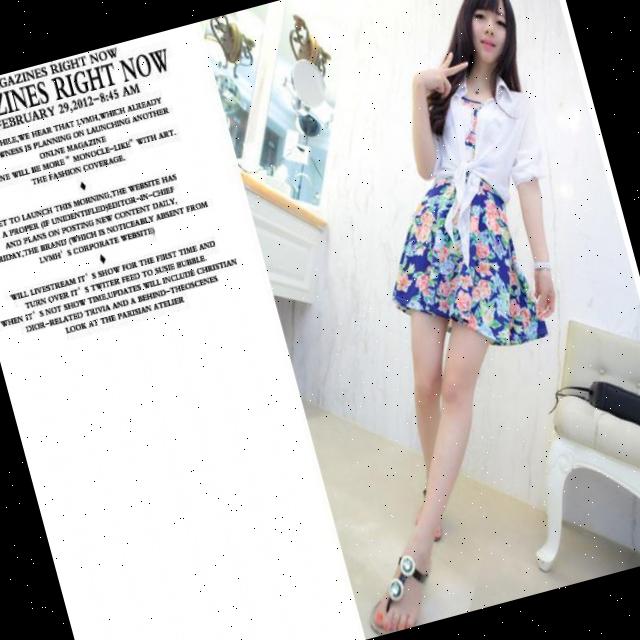 GAZINES RIGHT NOW
ZINES RIGHT NOW
FEBRUARY 29,2012-8:45 AM
HILE,WE HEAR THAT LVMH,WHICH ALREADY
WNESS IS PLANNING ON LAUNCHING ANOTHER
ONLINE MAGAZINE
NE WILL BE MORE" MONOCLE-LIKE" WITH ART.
THE FASHION COVERAGE.
ET TO LAUNCH THIS MORNING,THE WEBSITE HAS
A PROPER (IF UNIDENTIFILED)EDITOR-IN-CHIEF
AND PLANS ON POSTING NEW CONTEST DAILY,
RIDAY,THE BRAND (WHICH IS NOTICEABLY ABSENT FROM
LVMH' S CORPORATE WEBSITE)
WILL LIVESTREAM IT' S SHOW FOR THE FIRST TIME AND
TURN OVER IT' S TWITER FEED TO SUSIE BUBBLE.
WHEN IT' S NOT SHOW TIME,UPDATES,WILL INCLUDE CHRISTIAN
DIOR-RELATED TRIVIA AND A BEHIND-THEOSCENES
LOOK AT THE PARISIAN ATELIER